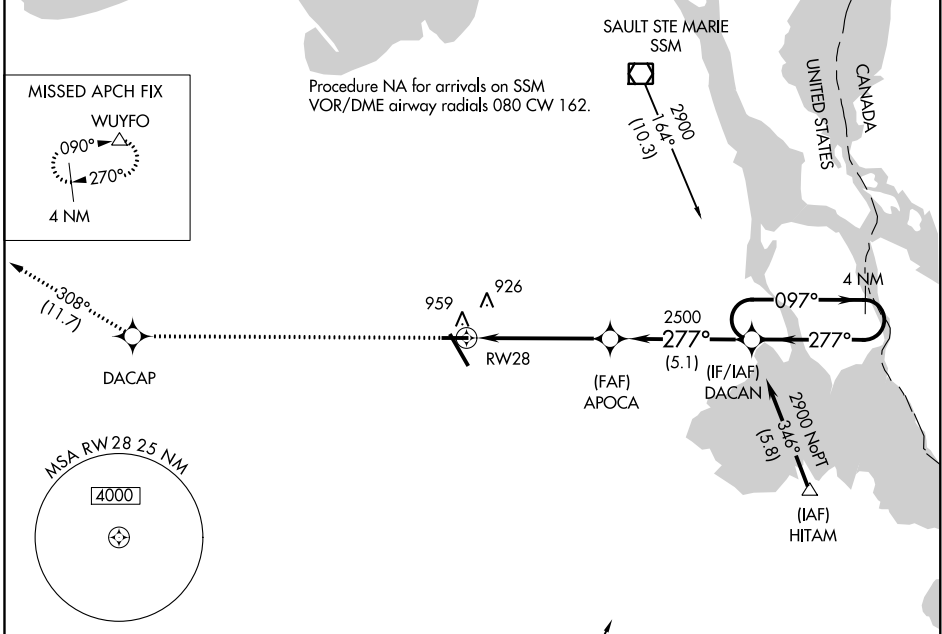 SAULT STE MARIE
SSM
MISSED APCH FIX
WUYFO
090°
270°
4 NM
Procedure NA for arrivals on SSM
VOR/DME airway radials 080 CW 162.
2900
164°
(10.3)
UNITED STATES
CANADA
308°
(11.7)
DACAP
959
926
RW28
(FAF)
APOCA
2500
277°
(5.1)
(IF/IAF)
DACAN
097°
4 NM
277°
2900 NoPT
346°
(5.8)
(IAF)
HITAM
MSA RW 28 25 NM
4000